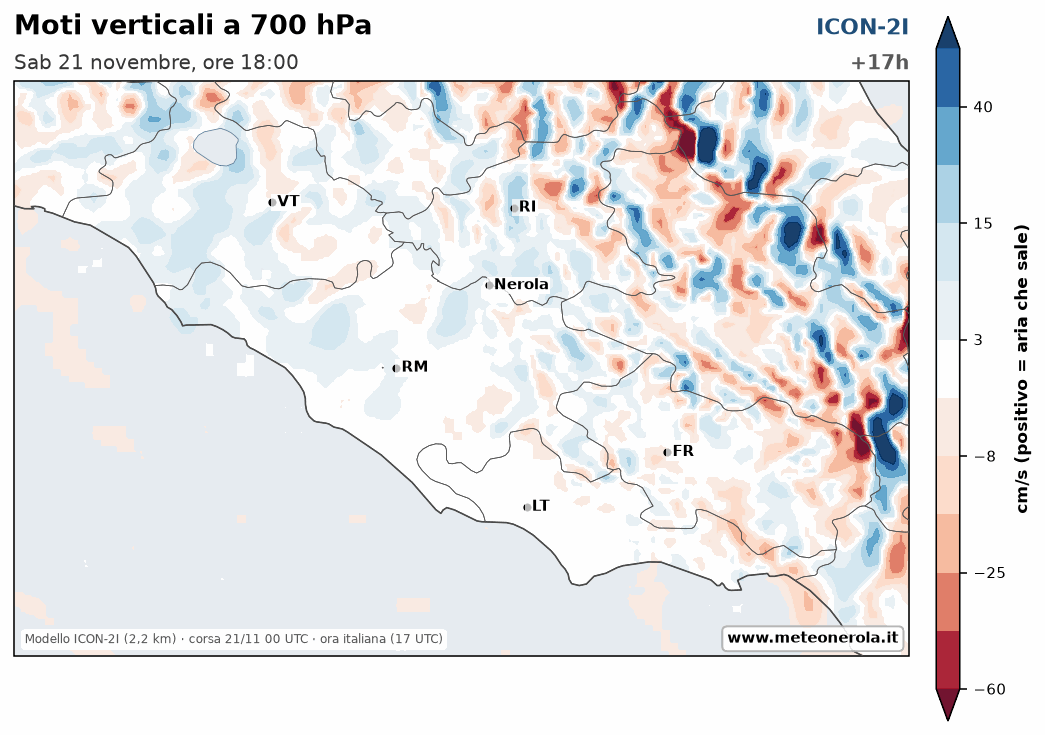 Moti verticali a 700 hPa
ICON-2I
Sab 21 novembre, ore 18:00
+17h
40
15
3
−8
−25
−60
cm/s (positivo = aria che sale)
VT
RI
Nerola
RM
FR
LT
Modello ICON-2I (2,2 km) · corsa 21/11 00 UTC · ora italiana (17 UTC)
www.meteonerola.it